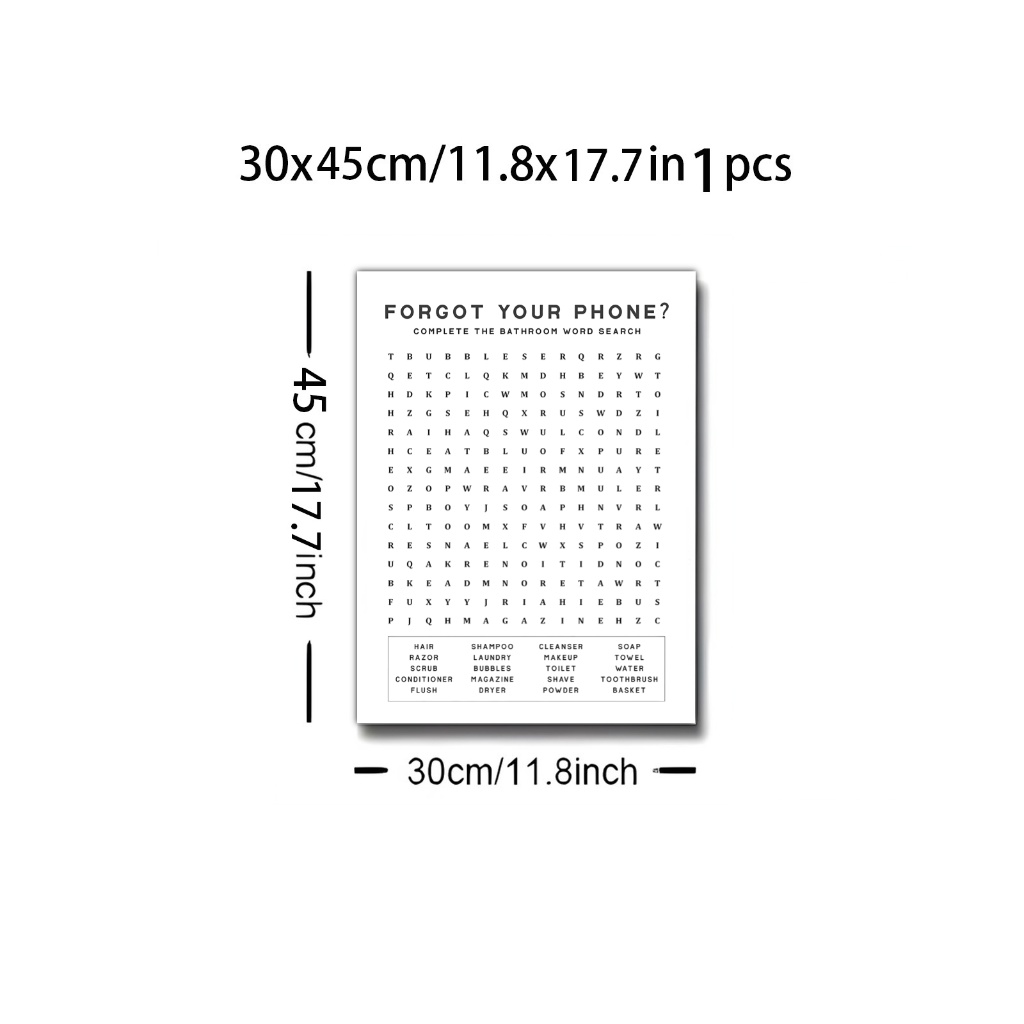 30x45cm/11.8x17.7in 1 pcs
FORGOT YOUR PHONE?
COMPLETE THE BATHROOM WORD SEARCH
T B U B B L E S E R Q R Z R G
Q E T C L Q K M D H B E Y W T
H D K P I C W M O S N D R T O
H Z G S E H Q X R U S W D Z I
R A I H A Q S W U L C O N D L
H C E A T B L U O F X P U R E
E X G M A E E I R M N U A Y T
O Z O P W R A V R B M U L E R
S P B O Y J S O A P H N V R L
C L T O O M X F V H V T R A W
R E S N A E L C W X S P O Z I
U Q A K R E N O I T I D N O C
B K E A D M N O R E T A W R T
F U X Y Y J R I A H I E B U S
P J Q H M A G A Z I N E H Z C
HAIR SHAMPOO CLEANSER SOAP
RAZOR LAUNDRY MAKEUP TOWEL
SCRUB BUBBLES TOILET WATER
CONDITIONER MAGAZINE SHAVE TOOTHBRUSH
FLUSH DRYER POWDER BASKET
45 cm/17.7inch
30cm/11.8inch